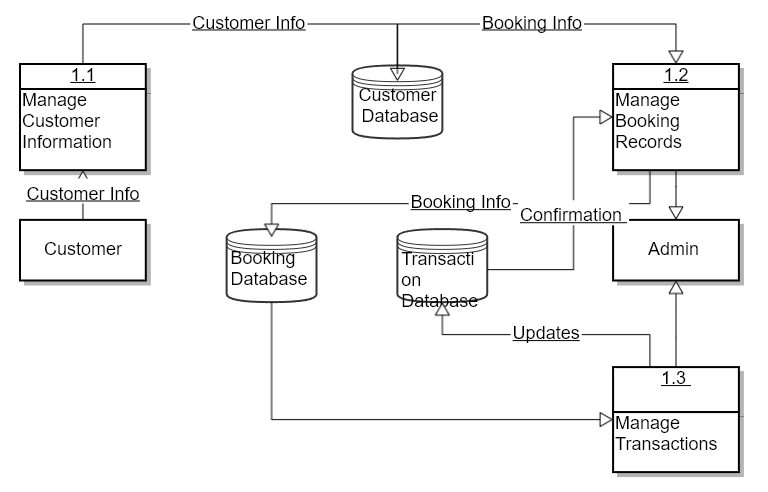 Customer Info
Booking Info
1.1
Manage
Customer
Information
Customer
Database
1.2
Manage
Booking
Records
Customer Info
Booking Info
Confirmation
Customer
Booking
Database
Transacti
on
Database
Admin
Updates
1.3
Manage
Transactions